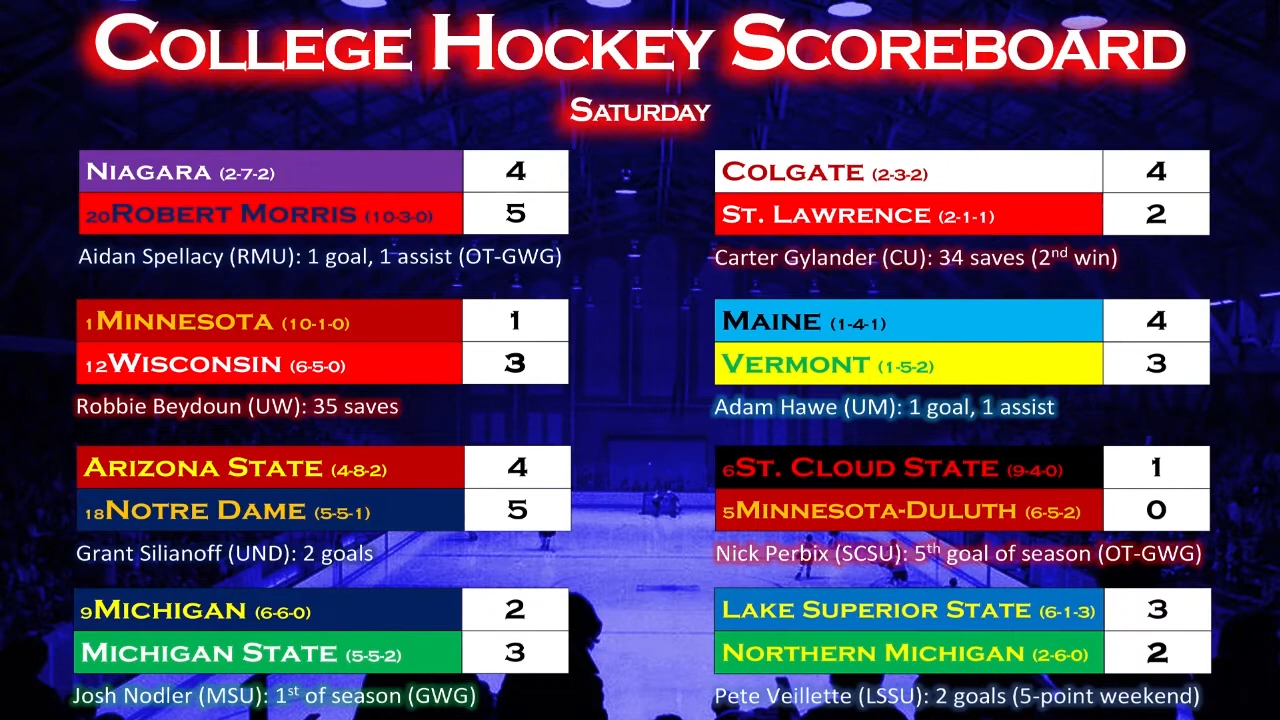 College Hockey Scoreboard
Saturday
Niagara (2-7-2) 4
20Robert Morris (10-3-0) 5
Aidan Spellacy (RMU): 1 goal, 1 assist (OT-GWG)
1Minnesota (10-1-0) 1
12Wisconsin (6-5-0) 3
Robbie Beydoun (UW): 35 saves
Arizona State (4-8-2) 4
18Notre Dame (5-5-1) 5
Grant Silianoff (UND): 2 goals
9Michigan (6-6-0) 2
Michigan State (5-5-2) 3
Josh Nodler (MSU): 1st of season (GWG)
Colgate (2-3-2) 4
St. Lawrence (2-1-1) 2
Carter Gylander (CU): 34 saves (2nd win)
Maine (1-4-1) 4
Vermont (1-5-2) 3
Adam Hawe (UM): 1 goal, 1 assist
6St. Cloud State (9-4-0) 1
5Minnesota-Duluth (6-5-2) 0
Nick Perbix (SCSU): 5th goal of season (OT-GWG)
Lake Superior State (6-1-3) 3
Northern Michigan (2-6-0) 2
Pete Veillette (LSSU): 2 goals (5-point weekend)